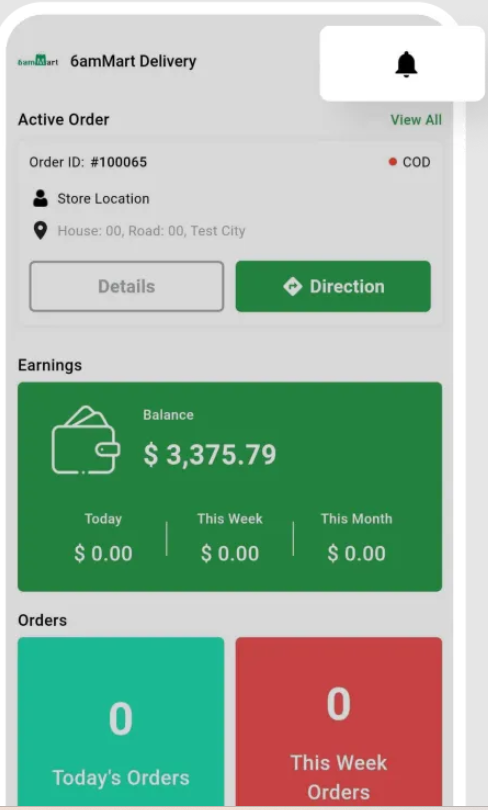 6amMart 6amMart Delivery
Active Order View All
Order ID: #100065 COD
Store Location
House: 00, Road: 00, Test City
Details Direction
Earnings
Balance
$ 3,375.79
Today This Week This Month
$ 0.00 $ 0.00 $ 0.00
Orders
0 0
Today's Orders This Week
Orders